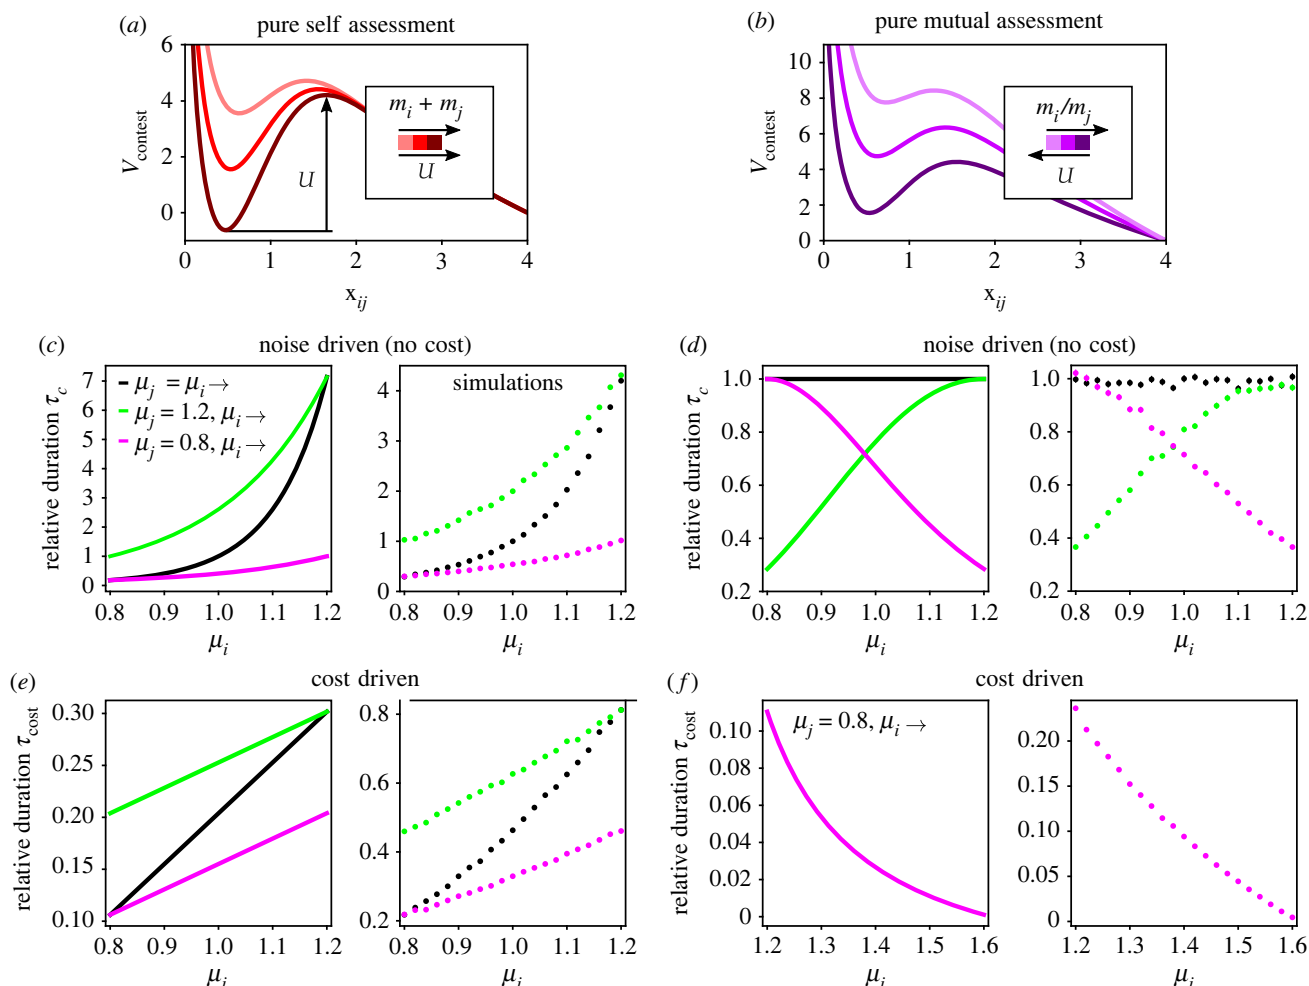 (a) pure self assessment
(b) pure mutual assessment
6
4
2
0
V_contest
0 1 2 3 4
x_ij
m_i + m_j
U
U
10
8
6
4
2
0
V_contest
0 1 2 3 4
x_ij
m_i/m_j
U
(c) noise driven (no cost)
7
6
5
4
3
2
1
0
relative duration τ_c
μ_j = μ_i→
μ_j = 1.2, μ_i→
μ_j = 0.8, μ_i→
0.8 0.9 1.0 1.1 1.2
μ_i
simulations
4
3
2
1
0
0.8 0.9 1.0 1.1 1.2
μ_i
(d) noise driven (no cost)
1.0
0.8
0.6
0.4
0.2
relative duration τ_c
0.8 0.9 1.0 1.1 1.2
μ_i
1.0
0.8
0.6
0.4
0.2
0.8 0.9 1.0 1.1 1.2
μ_i
(e) cost driven
0.30
0.25
0.20
0.15
0.10
relative duration τ_cost
0.8 0.9 1.0 1.1 1.2
μ_i
0.8
0.6
0.4
0.2
0.8 0.9 1.0 1.1 1.2
μ_i
(f) cost driven
μ_j = 0.8, μ_i→
0.10
0.08
0.06
0.04
0.02
0
relative duration τ_cost
1.2 1.3 1.4 1.5 1.6
μ_i
0.20
0.15
0.10
0.05
0
1.2 1.3 1.4 1.5 1.6
μ_i